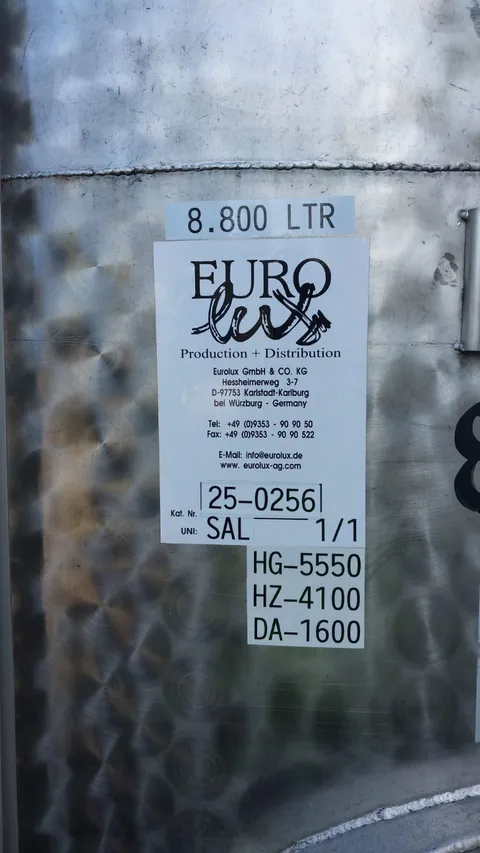 8.800 LTR
EURO
lux
Production + Distribution
Eurolux GmbH & CO. KG
Hessheimerweg 3-7
D-97753 Karlstadt-Karlburg
bei Würzburg - Germany
Tel: +49 (0)9353 - 90 90 50
Fax: +49 (0)9353 - 90 90 522
E-Mail: info@eurolux.de
www. eurolux-ag.com
Kat. Nr. 25-0256
UNI: SAL 1/1
HG-5550
HZ-4100
DA-1600